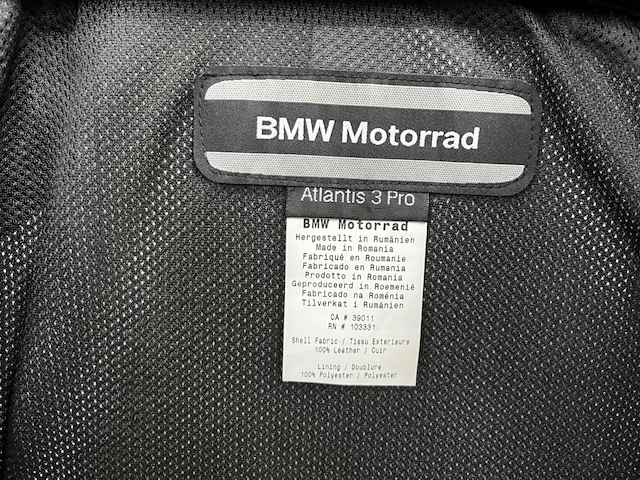 BMW Motorrad
Atlantis 3 Pro
BMW Motorrad
Hergestellt in Rumänien
Made in Romania
Fabriqué en Roumanie
Fabricado en Rumania
Prodotto in Romania
Geproduceerd in Roemenië
Fabricado na Roménia
Tilverkat i Rumänien
CA # 39011
RN # 103331
Shell Fabric / Tissu Exterieure
100% Leather / Cuir
Lining / Doublure
100% Polyester / Polyester